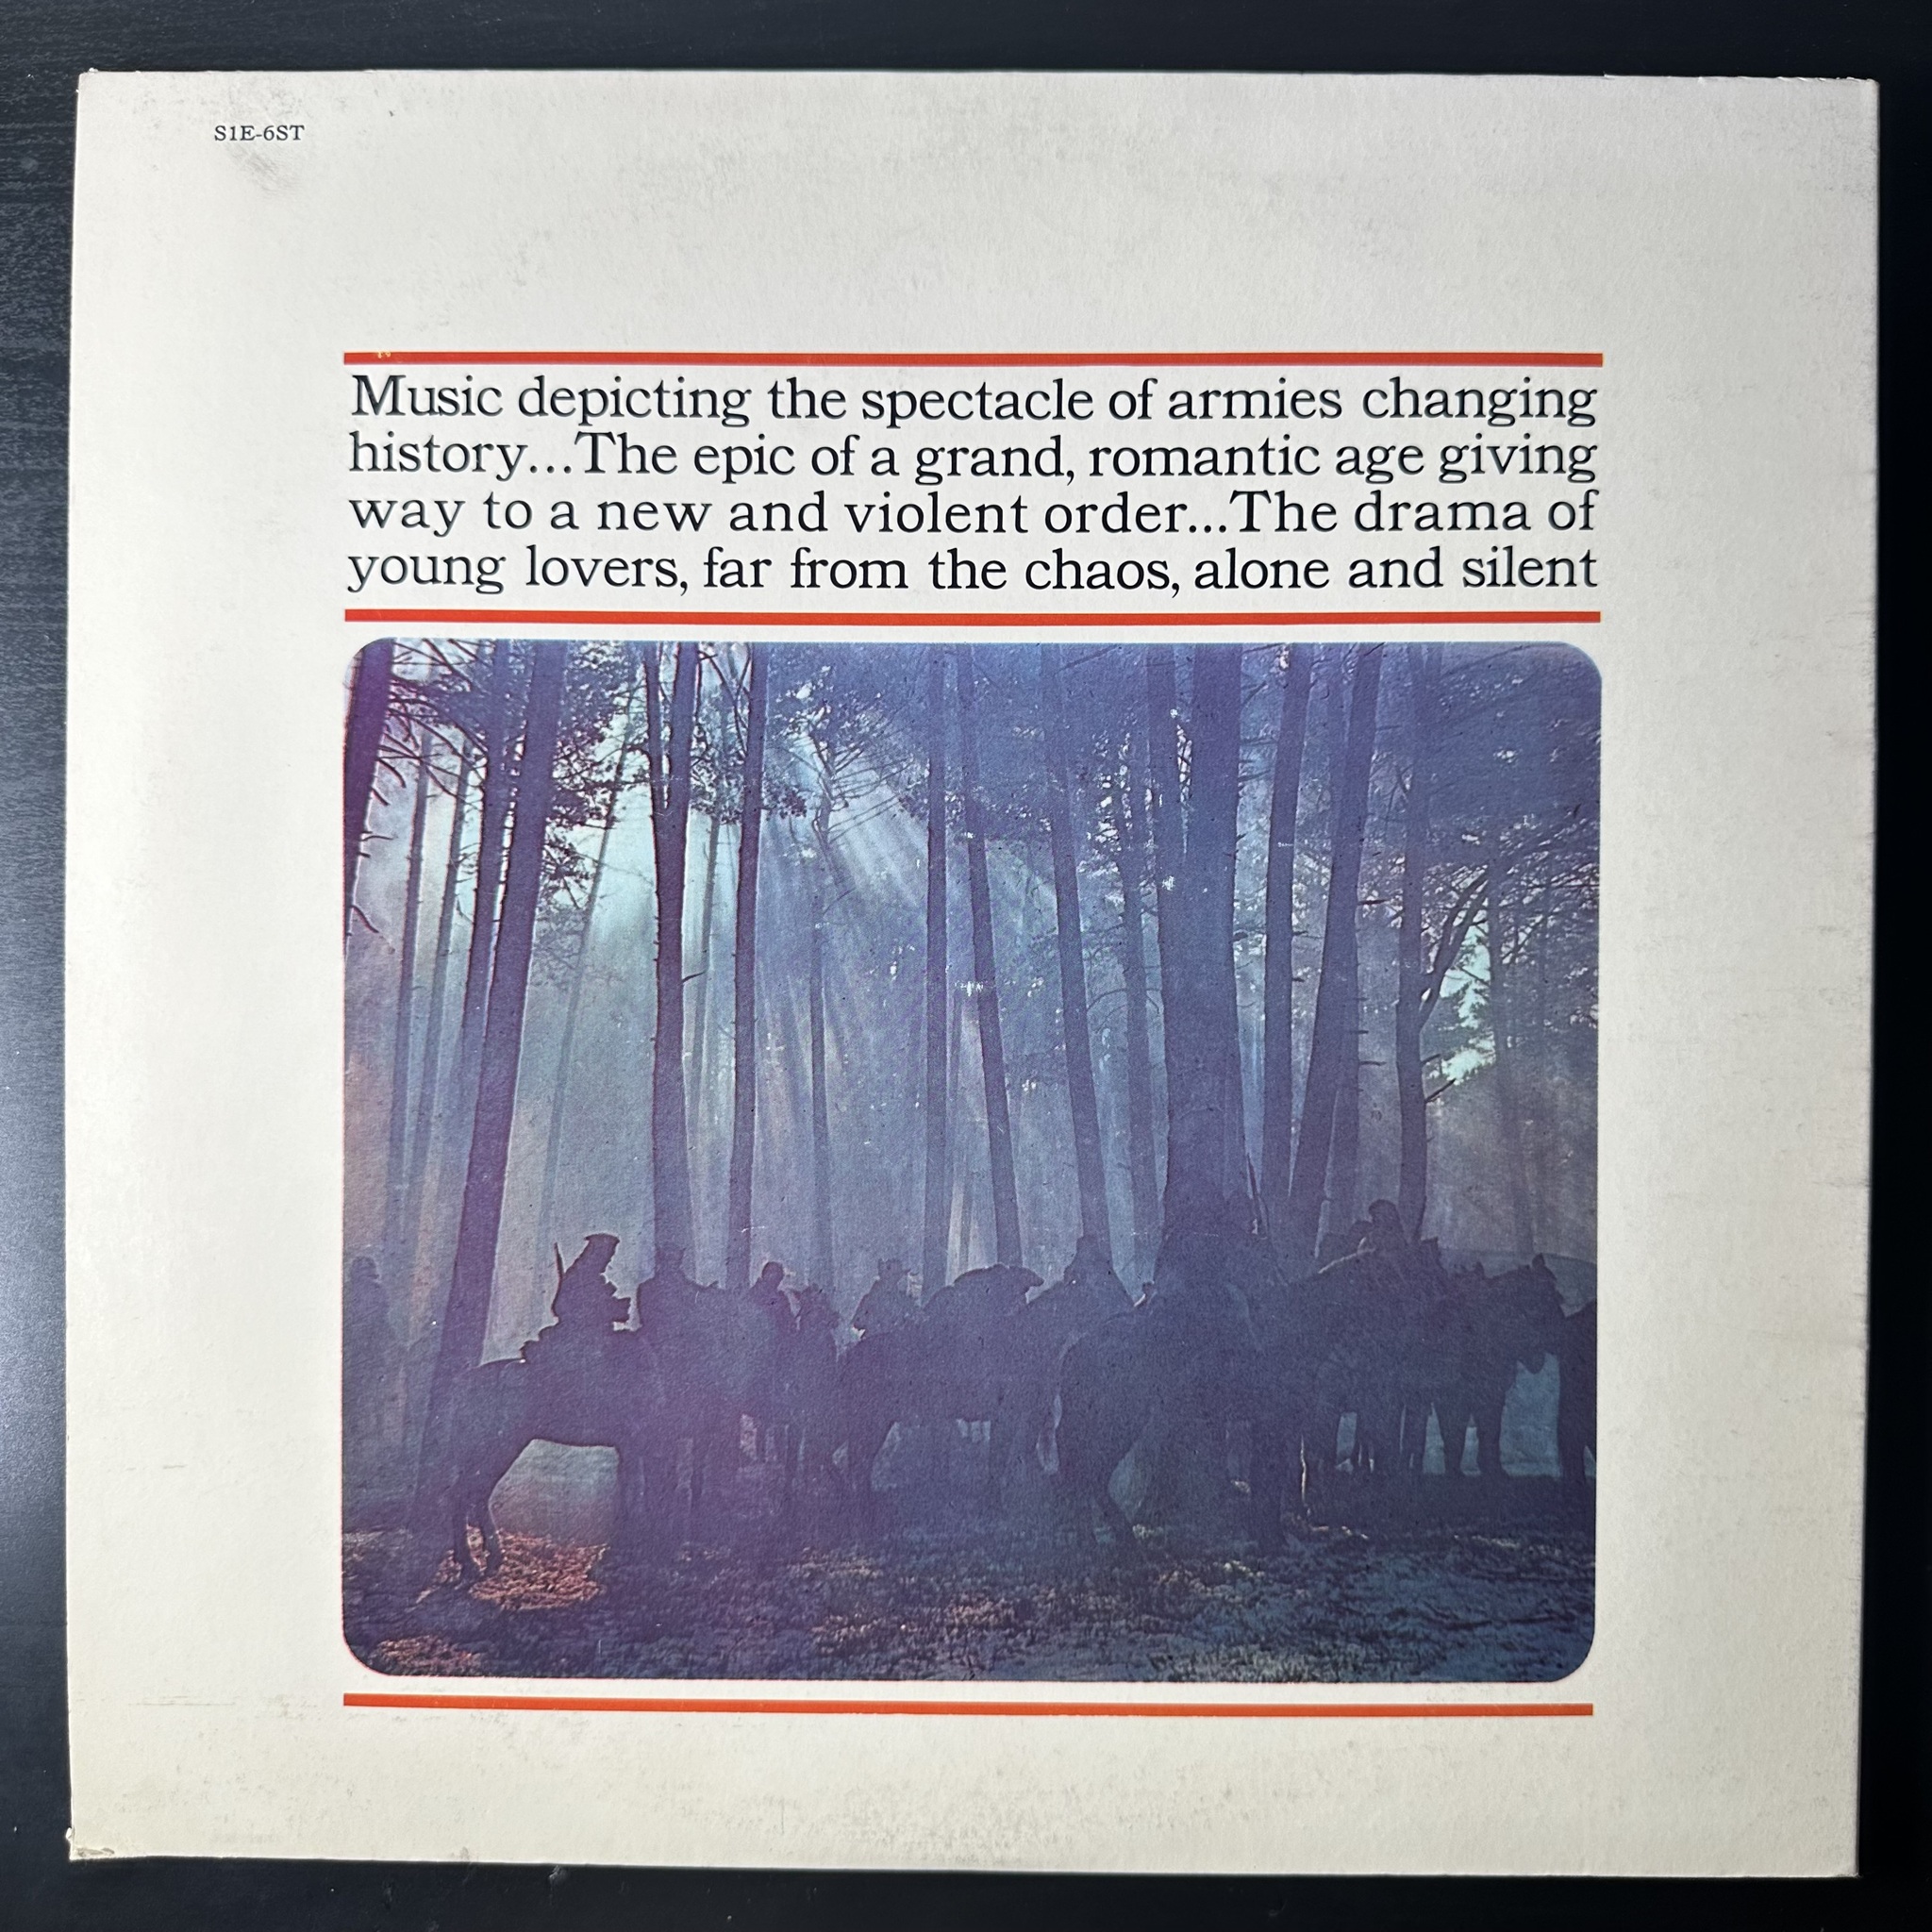 S1E-6ST
Music depicting the spectacle of armies changing
history...The epic of a grand, romantic age giving
way to a new and violent order...The drama of
young lovers, far from the chaos, alone and silent